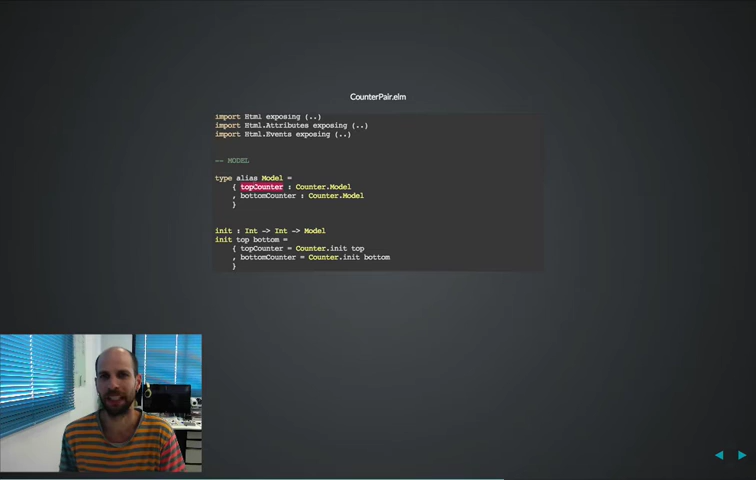 CounterPair.elm
import Html exposing (..)
import Html.Attributes exposing (..)
import Html.Events exposing (..)
-- MODEL
type alias Model =
{ topCounter : Counter.Model
, bottomCounter : Counter.Model
}
init : Int -> Int -> Model
init top bottom =
{ topCounter = Counter.init top
, bottomCounter = Counter.init bottom
}